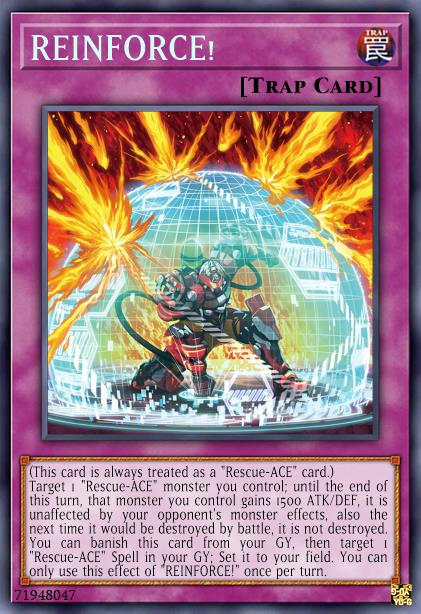 REINFORCE!
TRAP
罠
[TRAP CARD]
(This card is always treated as a "Rescue-ACE" card.)
Target 1 "Rescue-ACE" monster you control; until the end of
this turn, that monster you control gains 1500 ATK/DEF, it is
unaffected by your opponent's monster effects, also the
next time it would be destroyed by battle, it is not destroyed.
You can banish this card from your GY, then target 1
"Rescue-ACE" Spell in your GY; Set it to your field. You can
only use this effect of "REINFORCE!" once per turn.
71948047